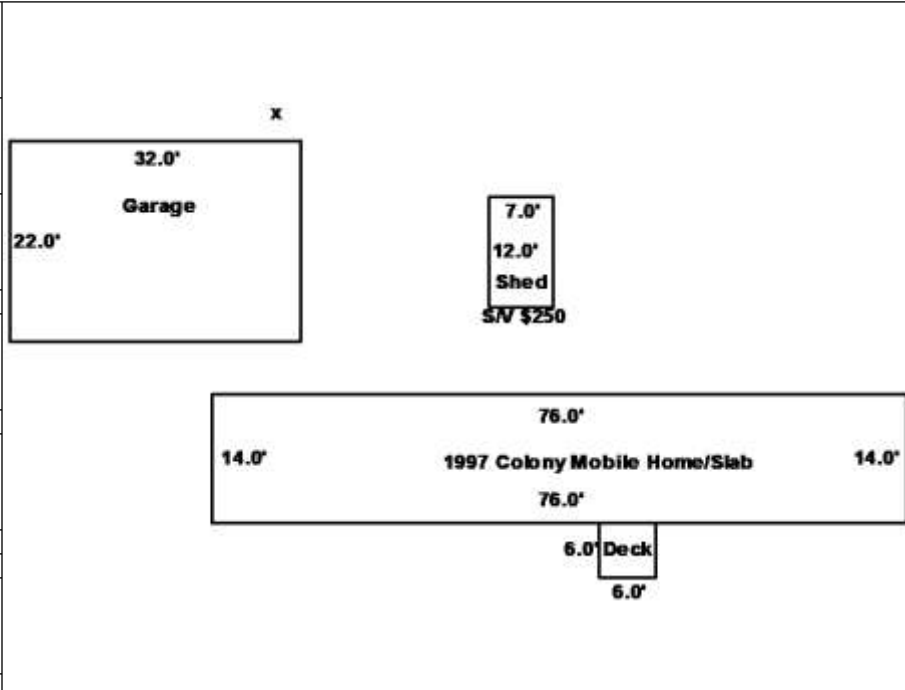 x
32.0'
Garage
22.0'
7.0'
12.0'
Shed
S/V $250
76.0'
14.0'
1997 Colony Mobile Home/Slab
14.0'
76.0'
6.0'
Deck
6.0'